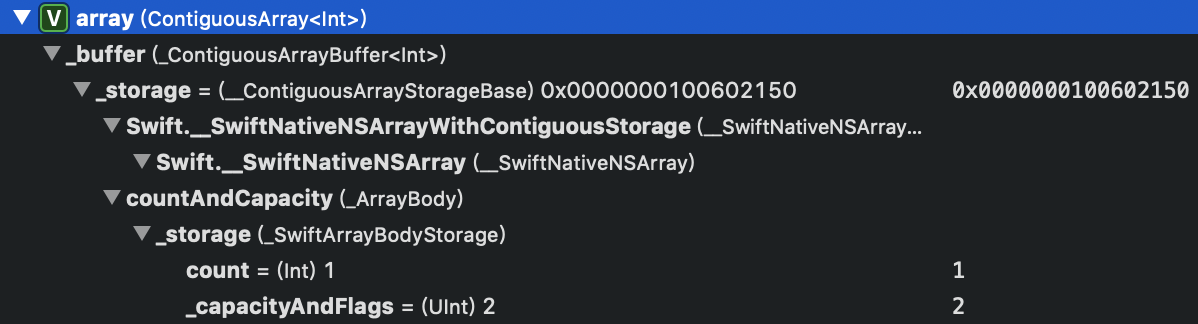 V array (ContiguousArray<Int>)
_buffer (_ContiguousArrayBuffer<Int>)
_storage = (__ContiguousArrayStorageBase) 0x0000000100602150 0x0000000100602150
Swift.__SwiftNativeNSArrayWithContiguousStorage (__SwiftNativeNSArray...
Swift.__SwiftNativeNSArray (__SwiftNativeNSArray)
countAndCapacity (_ArrayBody)
_storage (_SwiftArrayBodyStorage)
count = (Int) 1 1
_capacityAndFlags = (UInt) 2 2